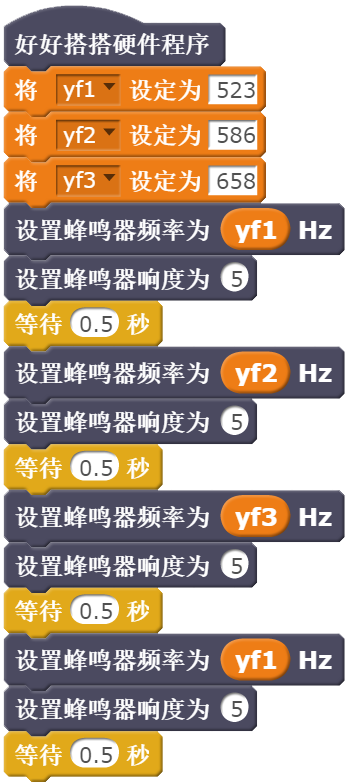 好好搭搭硬件程序
将 yf1 设定为 523
将 yf2 设定为 586
将 yf3 设定为 658
设置蜂鸣器频率为 yf1 Hz
设置蜂鸣器响度为 5
等待 0.5 秒
设置蜂鸣器频率为 yf2 Hz
设置蜂鸣器响度为 5
等待 0.5 秒
设置蜂鸣器频率为 yf3 Hz
设置蜂鸣器响度为 5
等待 0.5 秒
设置蜂鸣器频率为 yf1 Hz
设置蜂鸣器响度为 5
等待 0.5 秒